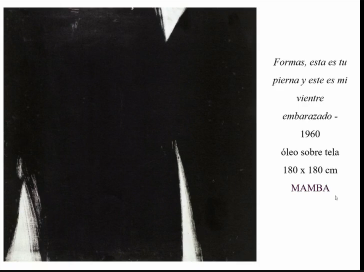 Formas, esta es tu
pierna y este es mi
vientre
embarazado -
1960
óleo sobre tela
180 x 180 cm
MAMBA